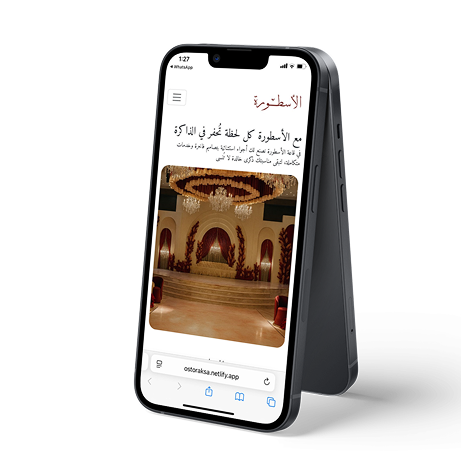 1:27
◀ WhatsApp
الأسطورة
مع الأسطورة كل لحظة تُحفر في الذاكرة
في قاعة الأسطورة نصنع لك أجواء استثنائية بتصاميم فاخرة وخدمات
متكاملة، لتبقى مناسبتك ذكرى خالدة لا تُنسى
ostoraksa.netlify.app